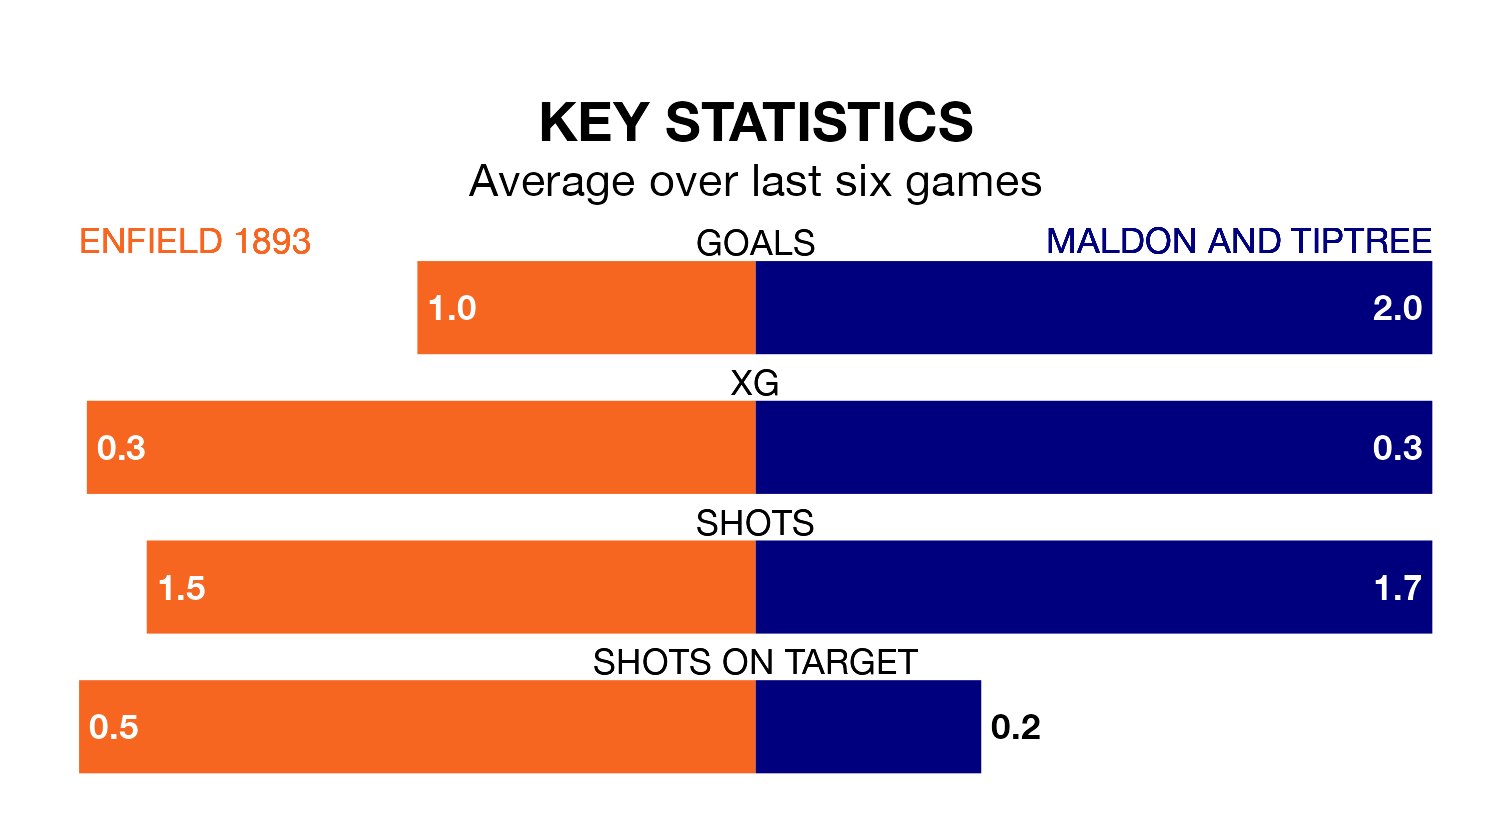 KEY STATISTICS
Average over last six games
ENFIELD 1893
GOALS
MALDON AND TIPTREE
1.0
2.0
XG
0.3
0.3
SHOTS
1.5
1.7
SHOTS ON TARGET
0.5
0.2